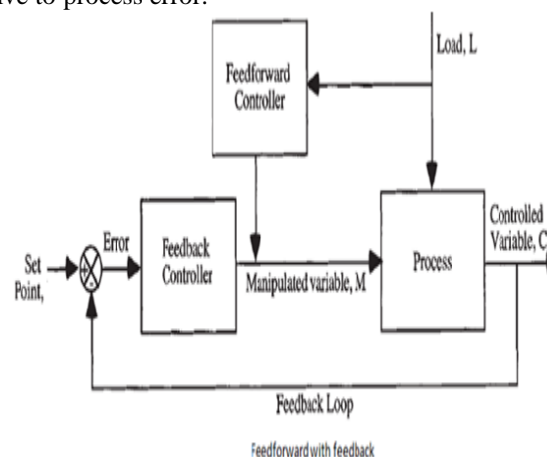 ive to process error.
Load, L
Feedforward
Controller
Controlled
Variable, C
Error
Feedback
Controller
Process
Set
Point,
+
-
Manipulated variable, M
Feedback Loop
Feedforward with feedback